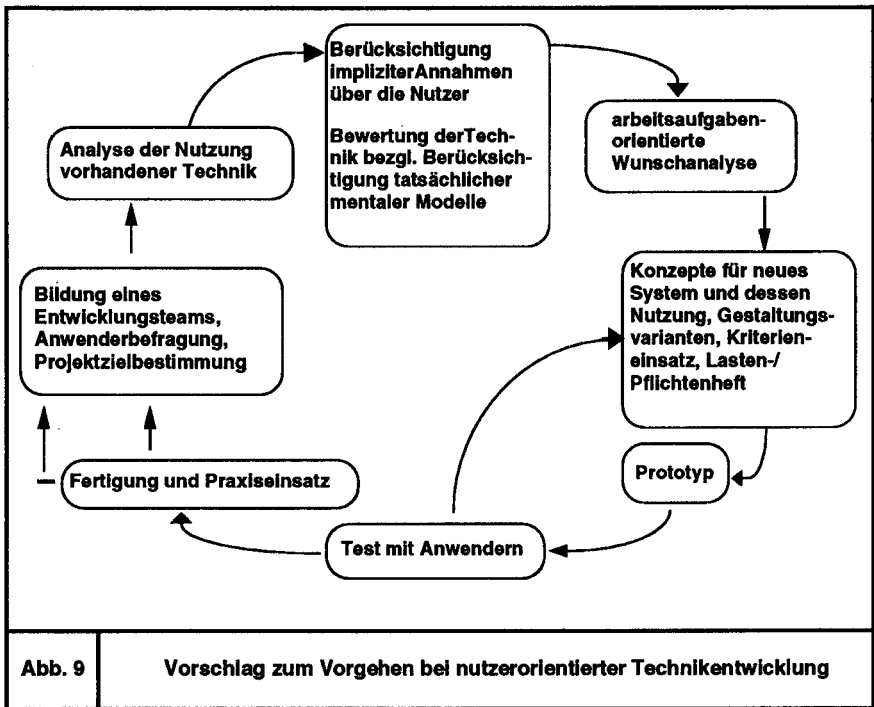 Berücksichtigung
impliziterAnnahmen
über die Nutzer
Bewertung derTech-
nik bezgl. Berücksich-
tigung tatsächlicher
mentaler Modelle
arbeitsaufgaben-
orientierte
Wunschanalyse
Analyse der Nutzung
vorhandener Technik
Konzepte für neues
System und dessen
Nutzung, Gestaltungs-
varianten, Kriterien-
einsatz, Lasten-/
Pflichtenheft
Bildung eines
Entwicklungsteams,
Anwenderbefragung,
Projektzielbestimmung
Prototyp
Fertigung und Praxiseinsatz
Test mit Anwendern
Abb. 9
Vorschlag zum Vorgehen bei nutzerorientierter Technikentwicklung